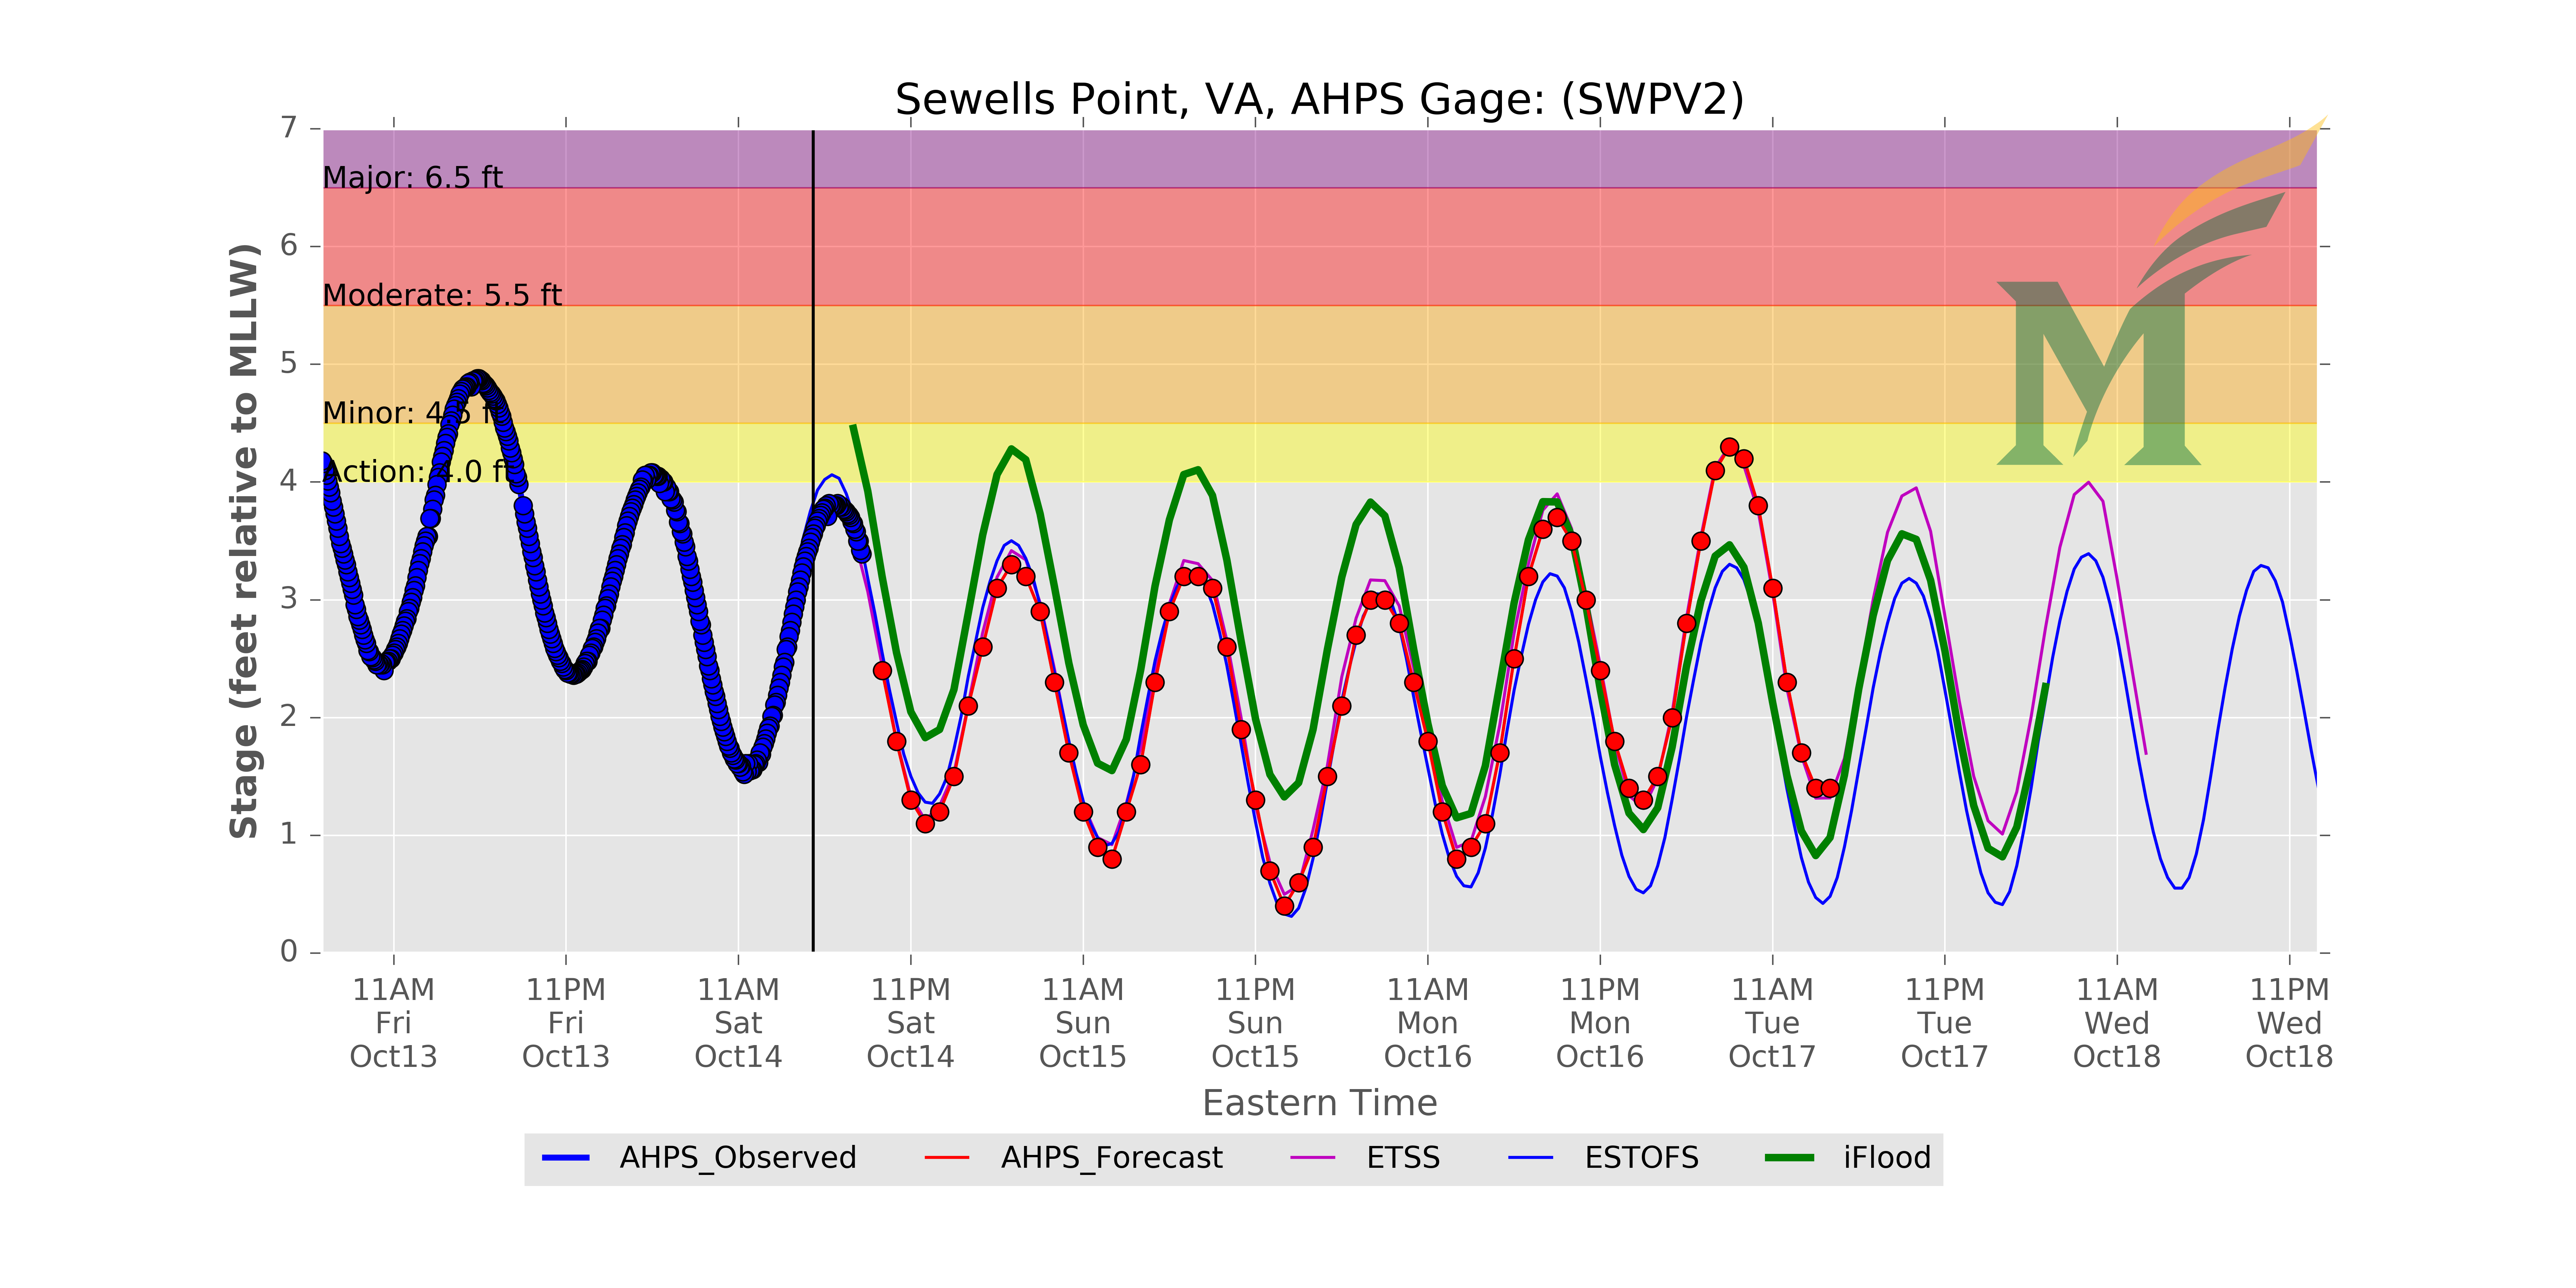 Sewells Point, VA, AHPS Gage: (SWPV2)
7
6
5
4
3
2
1
0
Stage (feet relative to MLLW)
Major: 6.5 ft
Moderate: 5.5 ft
Minor: 4.5 ft
Action: 4.0 ft
M
11AM 11PM 11AM 11PM 11AM 11PM 11AM 11PM 11AM 11PM 11AM 11PM
Fri Fri Sat Sat Sun Sun Mon Mon Tue Tue Wed Wed
Oct13 Oct13 Oct14 Oct14 Oct15 Oct15 Oct16 Oct16 Oct17 Oct17 Oct18 Oct18
Eastern Time
AHPS_Observed AHPS_Forecast ETSS ESTOFS iFlood